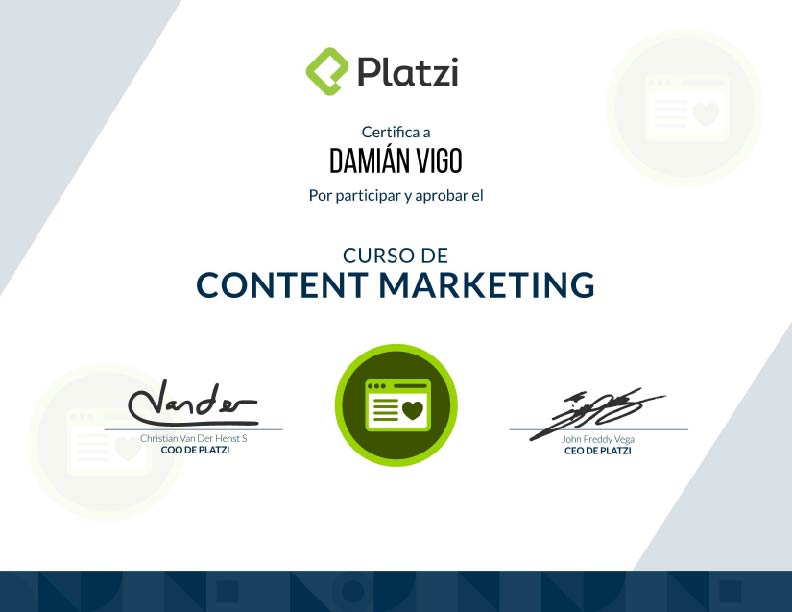 Platzi
Certifica a
DAMIÁN VIGO
Por participar y aprobar el
CURSO DE
CONTENT MARKETING
Vander
Christian Van Der Henst S
COO DE PLATZI
John Freddy Vega
CEO DE PLATZI